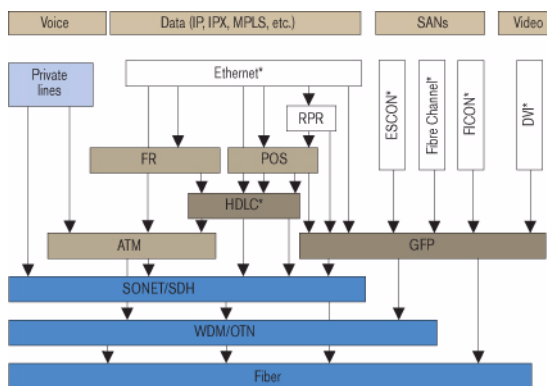 Voice
Data (IP, IPX, MPLS, etc.)
SANs
Video
Private
lines
Ethernet*
RPR
ESCON*
Fibre Channel*
FICON*
DVI*
FR
POS
HDLC*
ATM
GFP
SONET/SDH
WDM/OTN
Fiber